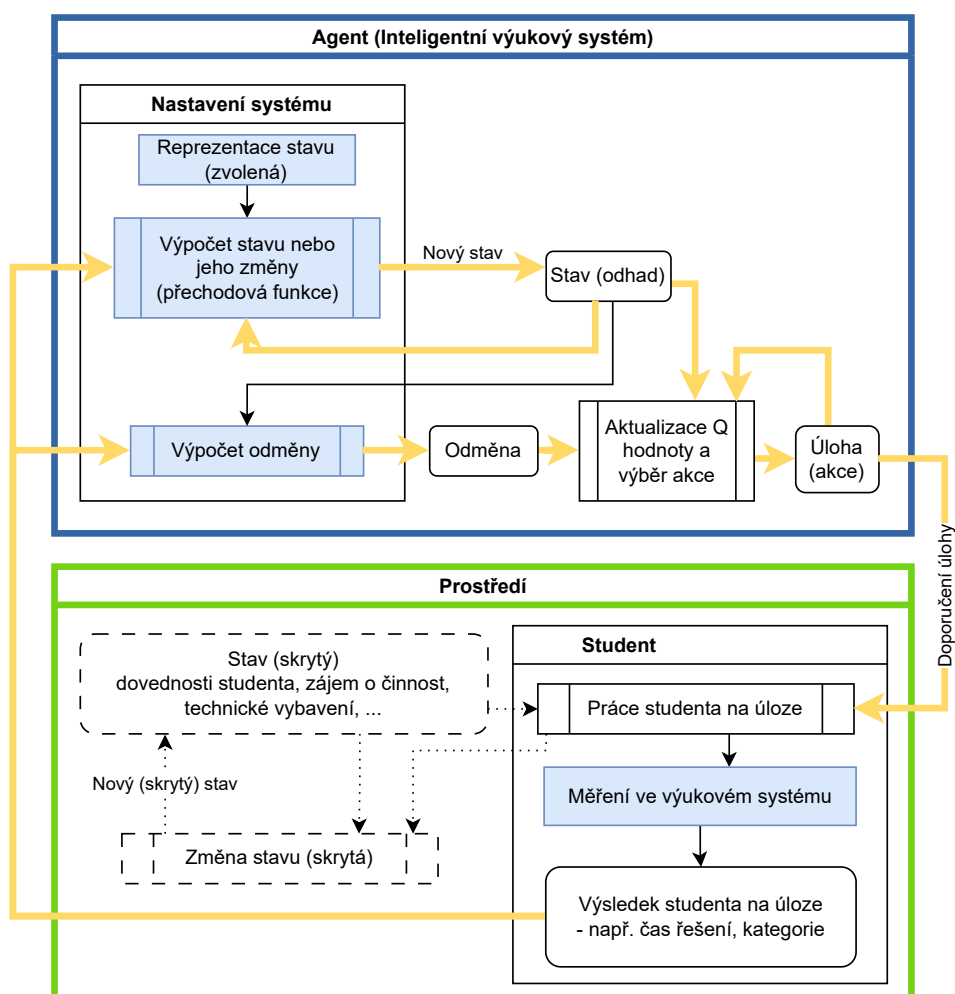 Agent (Inteligentní výukový systém)
Nastavení systému
Reprezentace stavu
(zvolená)
Výpočet stavu nebo
jeho změny
(přechodová funkce)
Nový stav
Stav (odhad)
Výpočet odměny
Odměna
Aktualizace Q
hodnoty a
výběr akce
Úloha
(akce)
Doporučení úlohy
Prostředí
Stav (skrytý)
dovednosti studenta, zájem o činnost,
technické vybavení, ...
Student
Práce studenta na úloze
Nový (skrytý) stav
Měření ve výukovém systému
Změna stavu (skrytá)
Výsledek studenta na úloze
- např. čas řešení, kategorie